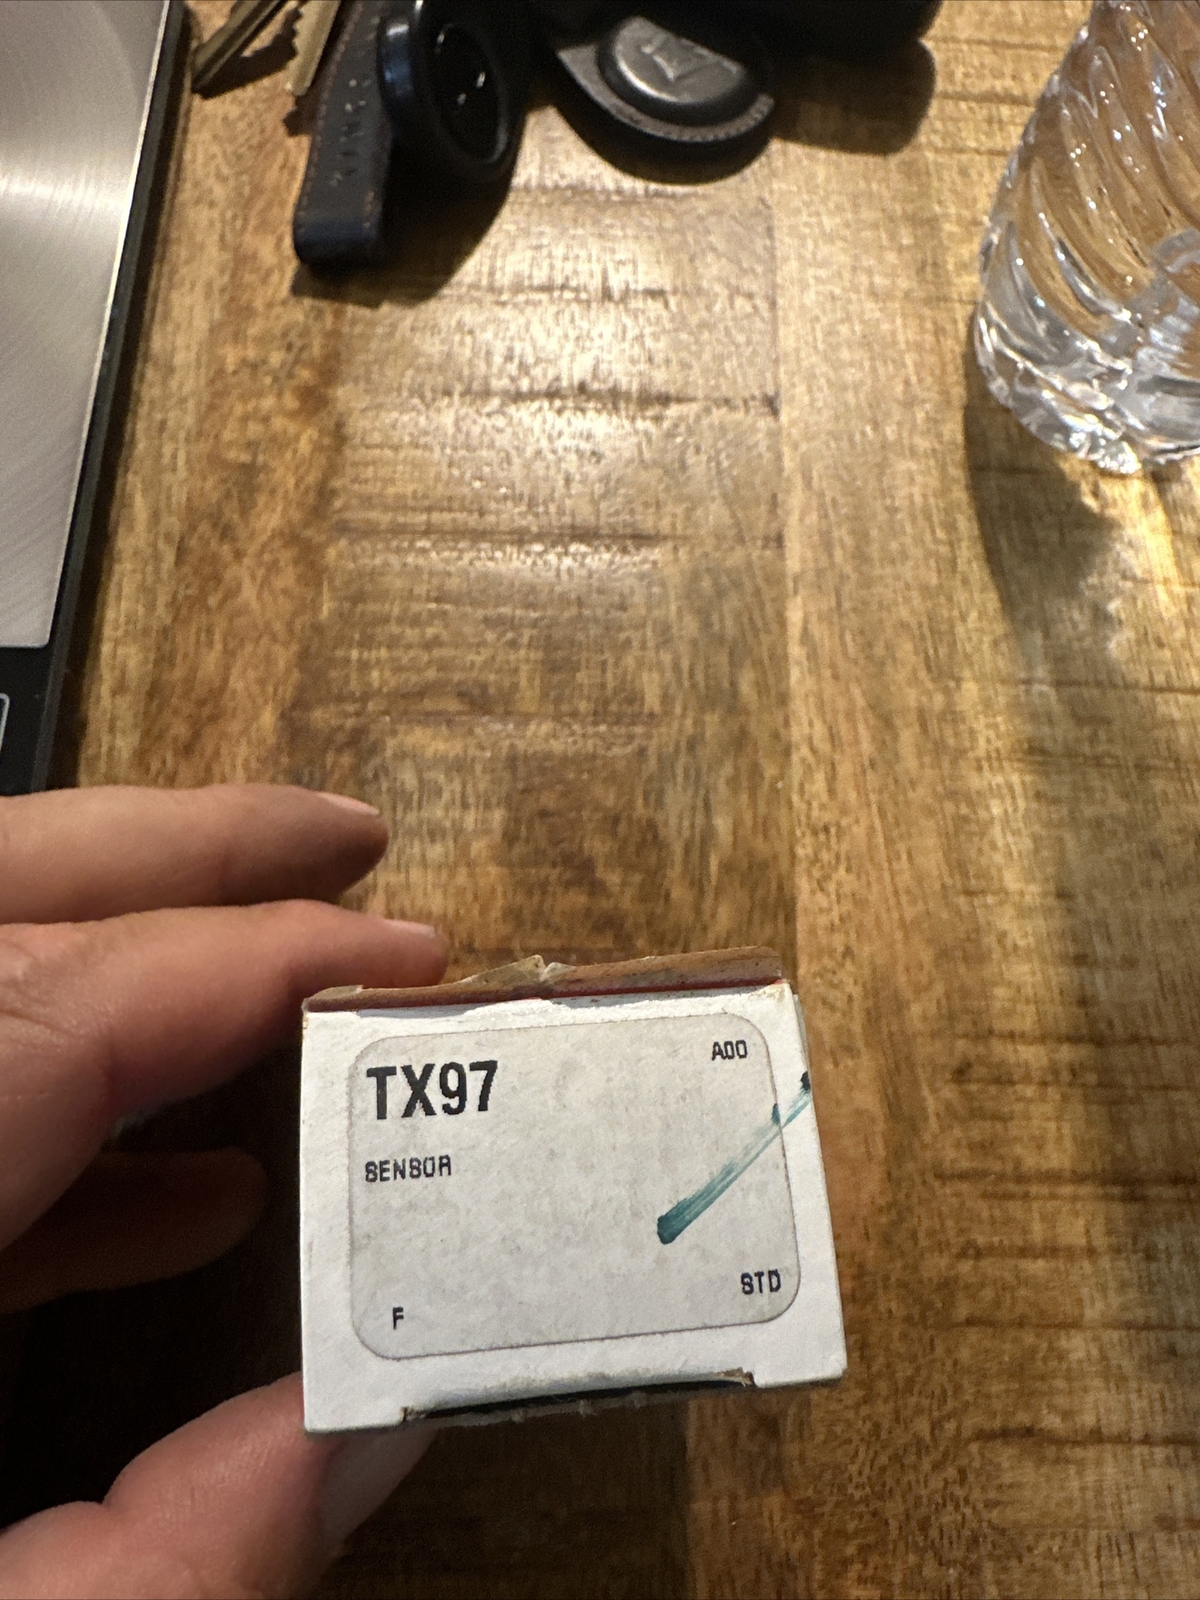 TX97
A00
SENSOR
STD
F